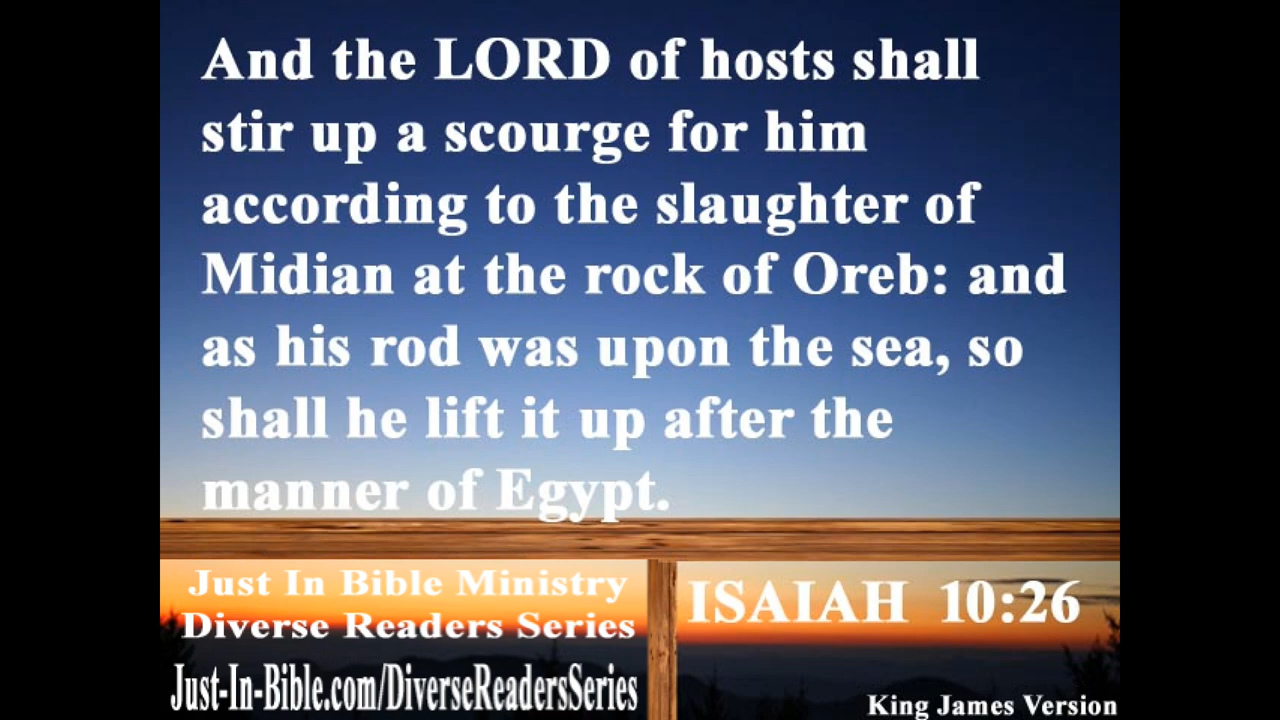 And the LORD of hosts shall
stir up a scourge for him
according to the slaughter of
Midian at the rock of Oreb: and
as his rod was upon the sea, so
shall he lift it up after the
manner of Egypt.
Just In Bible Ministry
Diverse Readers Series
Just-In-Bible.com/DiverseReadersSeries
ISAIAH 10:26
King James Version